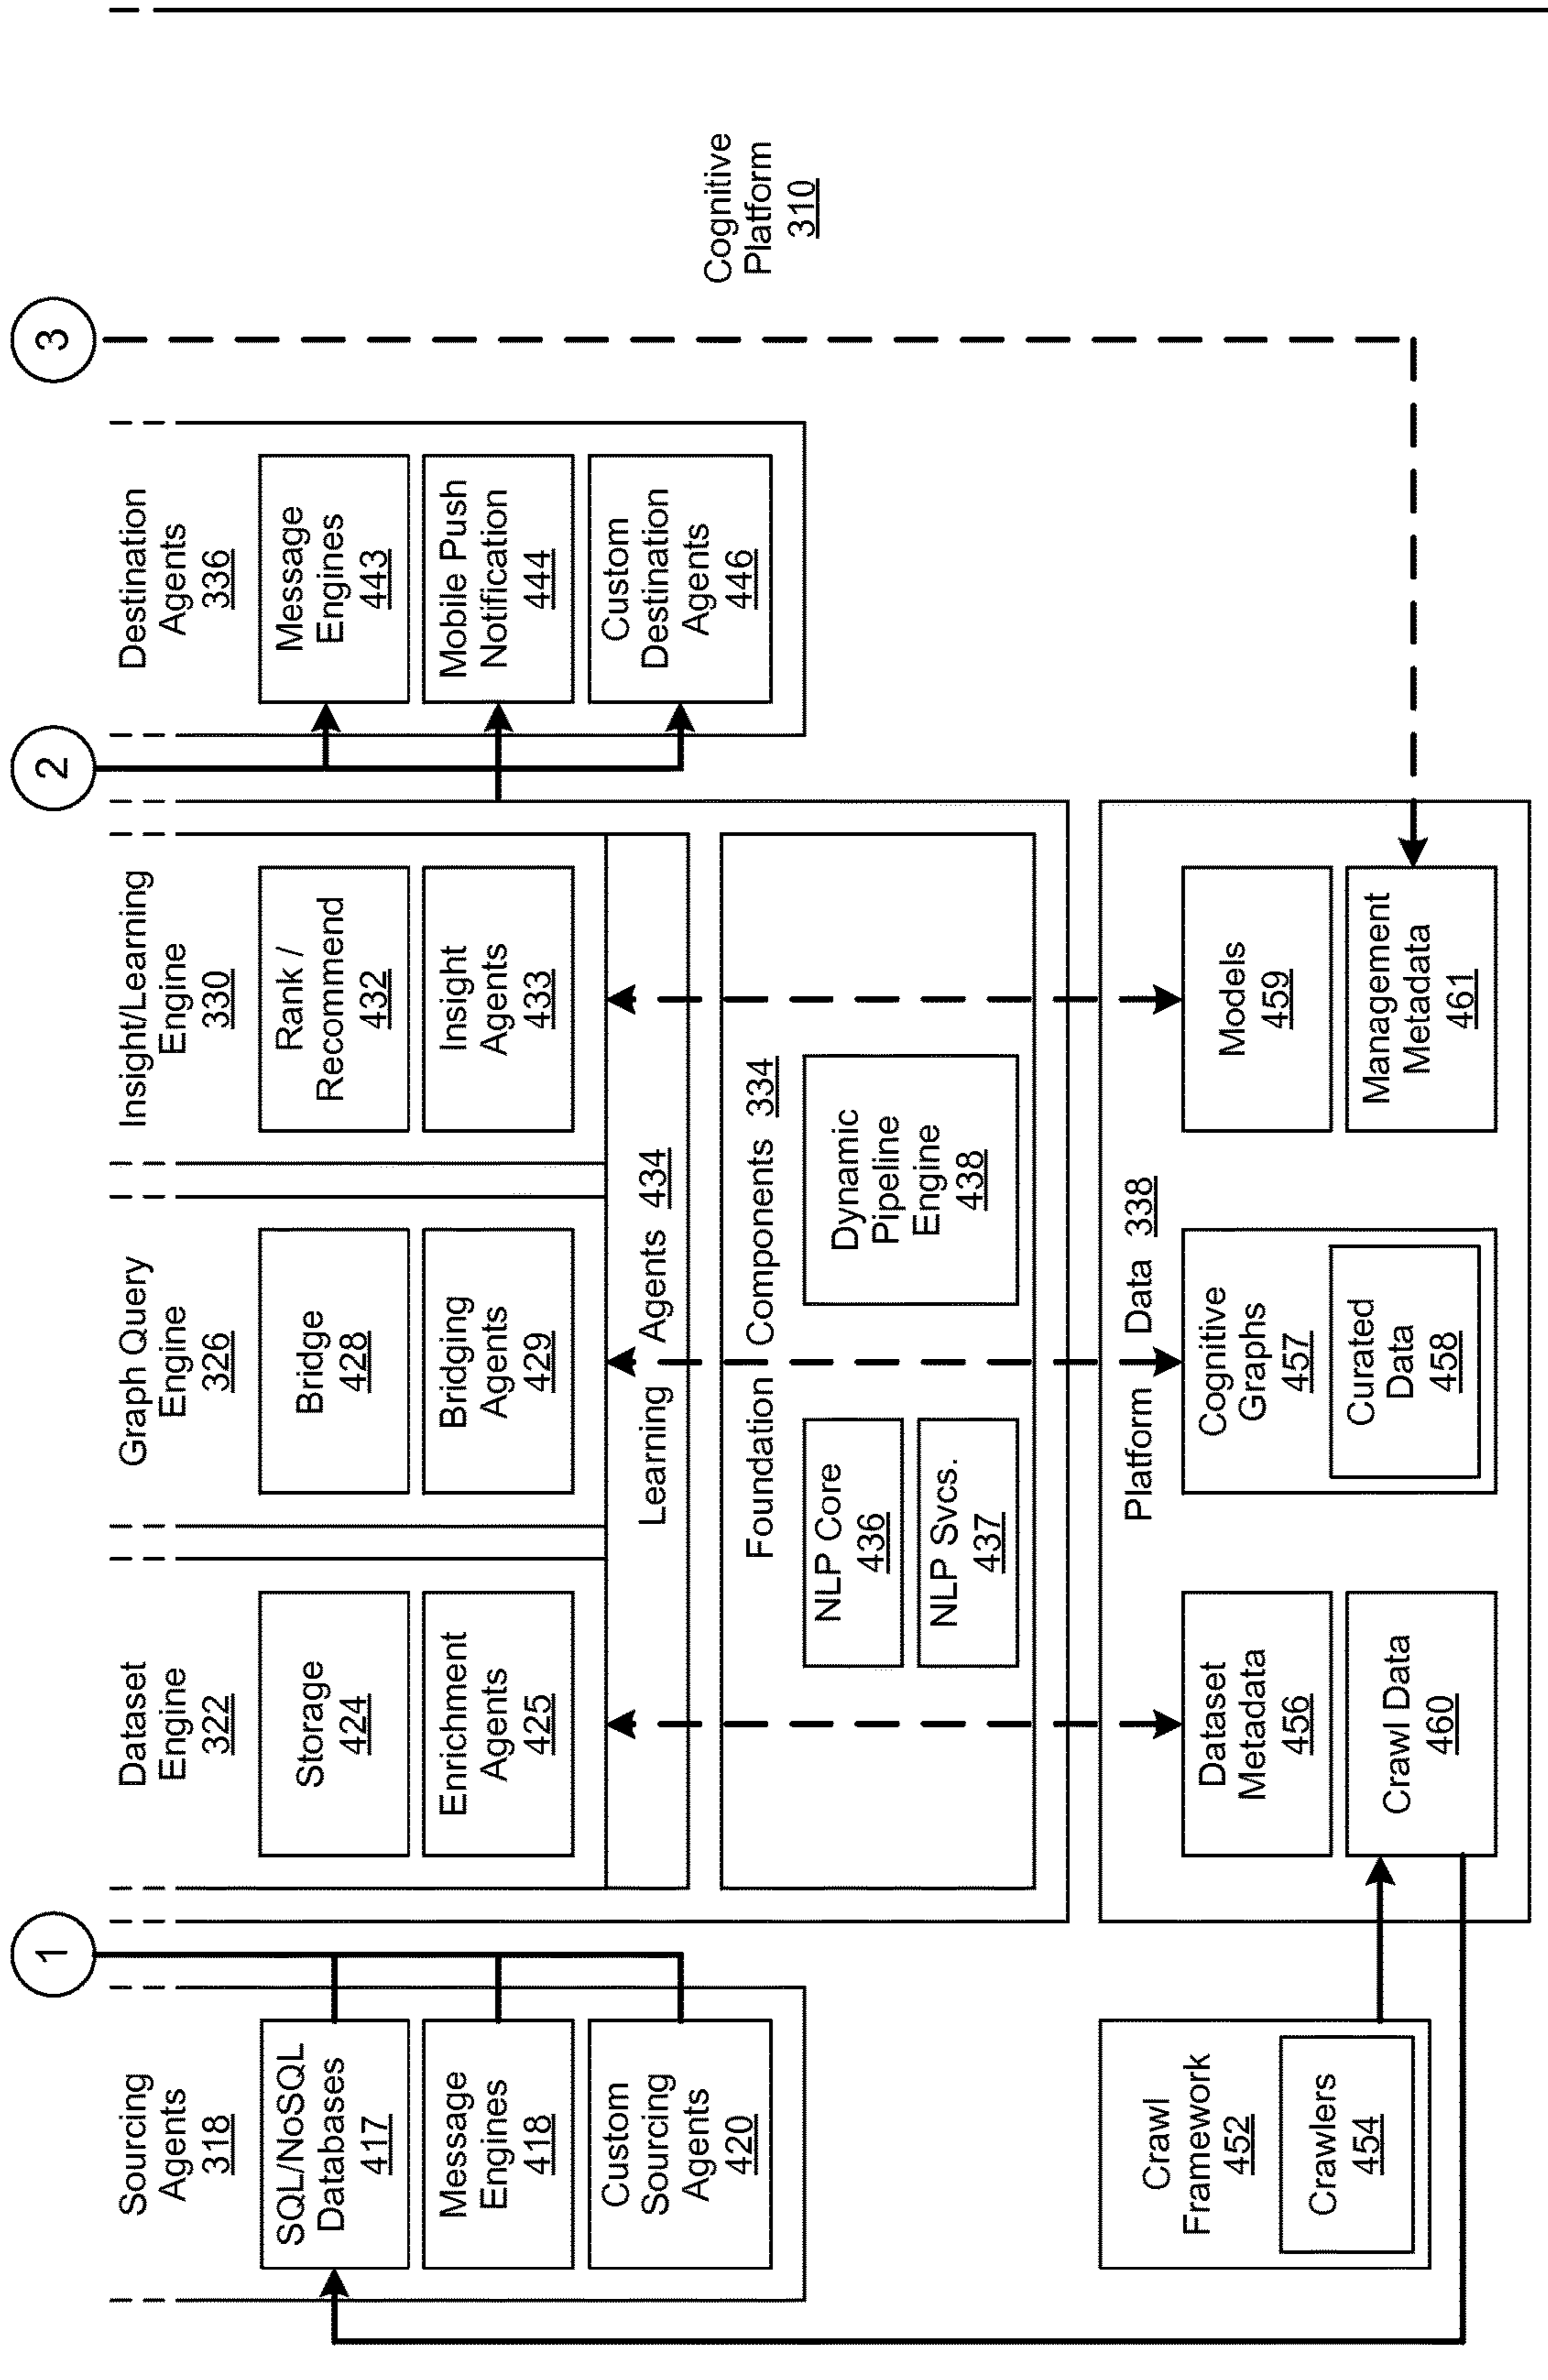 1
2
3
Sourcing
Agents
318
SQL/NoSQL
Databases
417
Message
Engines
418
Custom
Sourcing
Agents
420
Dataset
Engine
322
Storage
424
Enrichment
Agents
425
Graph Query
Engine
326
Bridge
428
Bridging
Agents
429
Insight/Learning
Engine
330
Rank /
Recommend
432
Insight
Agents
433
Destination
Agents
336
Message
Engines
443
Mobile Push
Notification
444
Custom
Destination
Agents
446
Learning Agents 434
Foundation Components 334
NLP Core
436
NLP Svcs.
437
Dynamic
Pipeline
Engine
438
Cognitive
Platform
310
Crawl
Framework
452
Crawlers
454
Platform Data 338
Dataset
Metadata
456
Crawl Data
460
Cognitive
Graphs
457
Curated
Data
458
Models
459
Management
Metadata
461